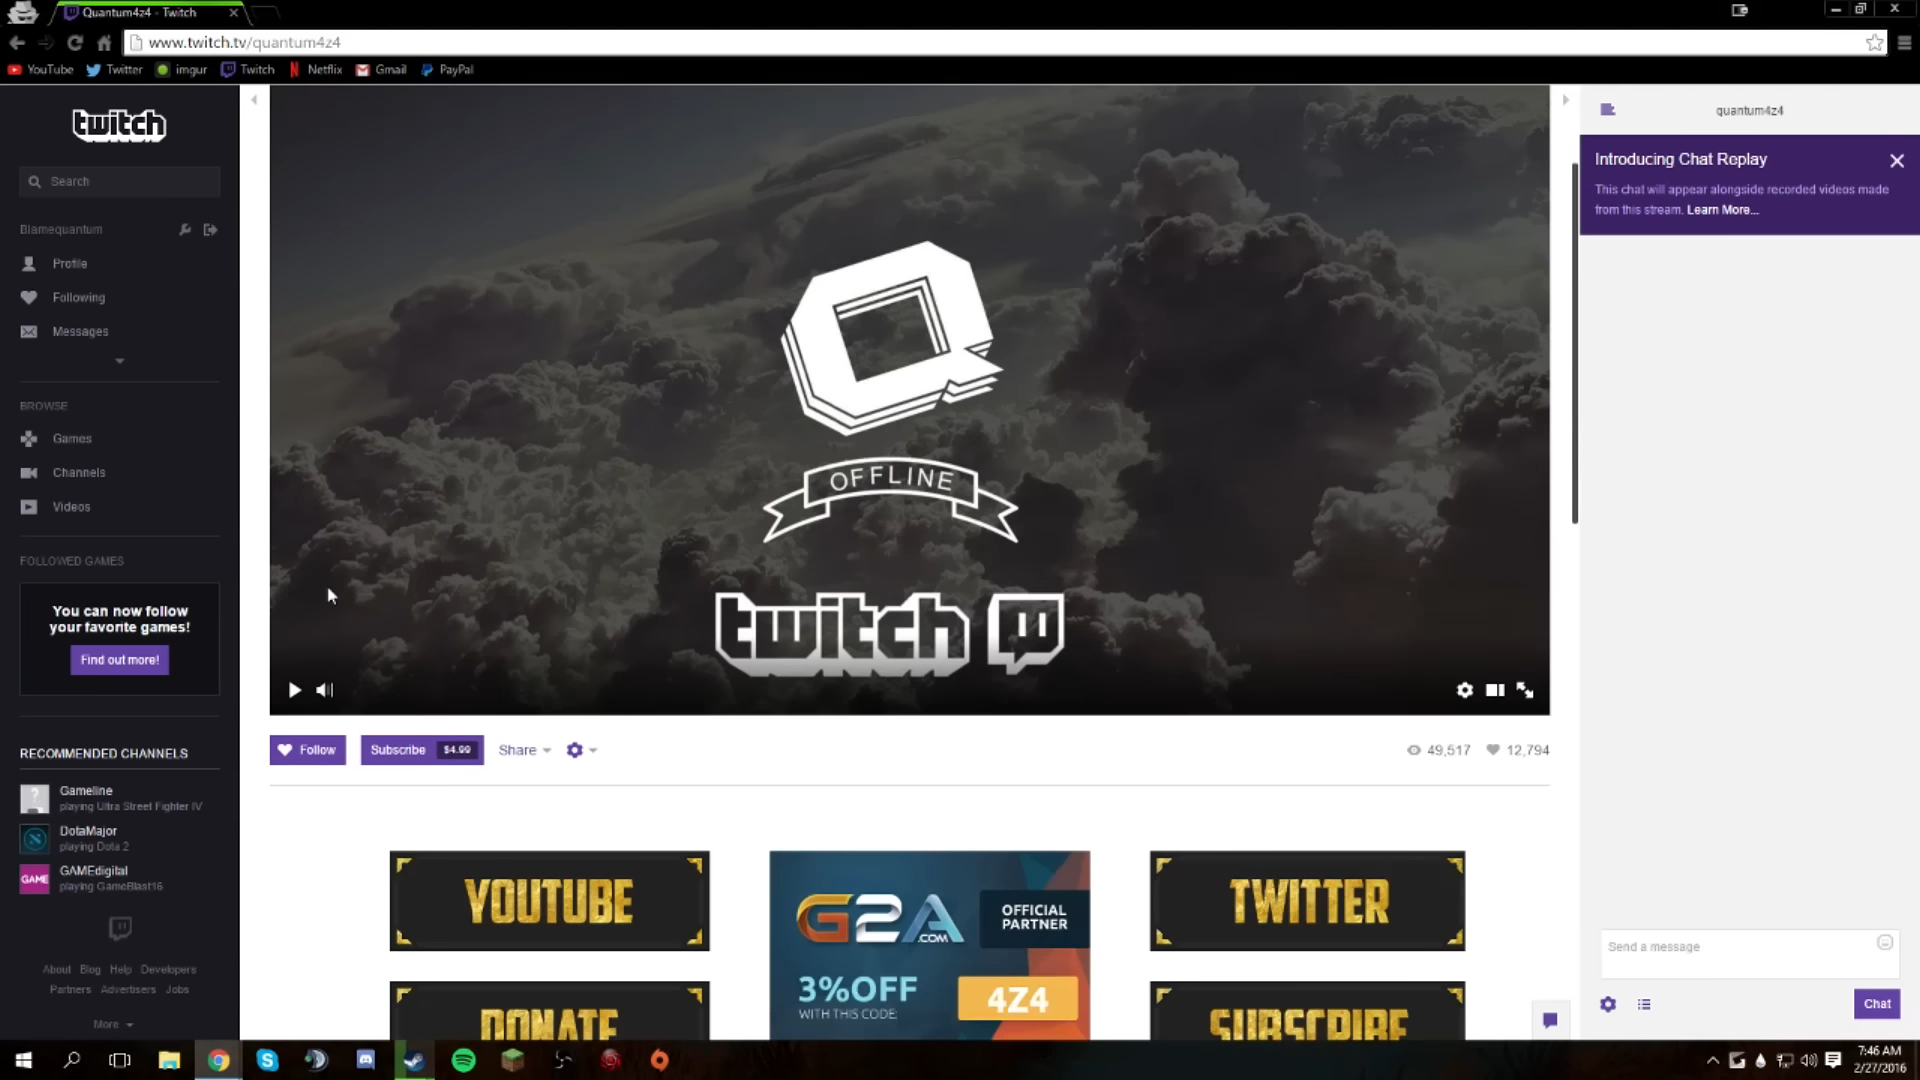 Quantum4z4 - Twitch
www.twitch.tv/quantum4z4
YouTube
Twitter
imgur
Twitch
Netflix
Gmail
PayPal
twitch
Search
Blamequantum
Profile
Following
Messages
BROWSE
Games
Channels
Videos
FOLLOWED GAMES
You can now follow
your favorite games!
Find out more!
RECOMMENDED CHANNELS
Gameline
playing Ultra Street Fighter IV
DotaMajor
playing Dota 2
GAME
GAMEdigital
playing GameBlast16
About Blog Help Developers
Partners Advertisers Jobs
More
Q
OFFLINE
twitch
Follow
Subscribe $4.99
Share
49,517
12,794
YOUTUBE
DONATE
G2A
.COM
OFFICIAL
PARTNER
3%OFF
WITH THIS CODE:
4Z4
TWITTER
SUBSCRIBE
quantum4z4
Introducing Chat Replay
This chat will appear alongside recorded videos made
from this stream. Learn More...
Send a message
Chat
7:46 AM
2/27/2016